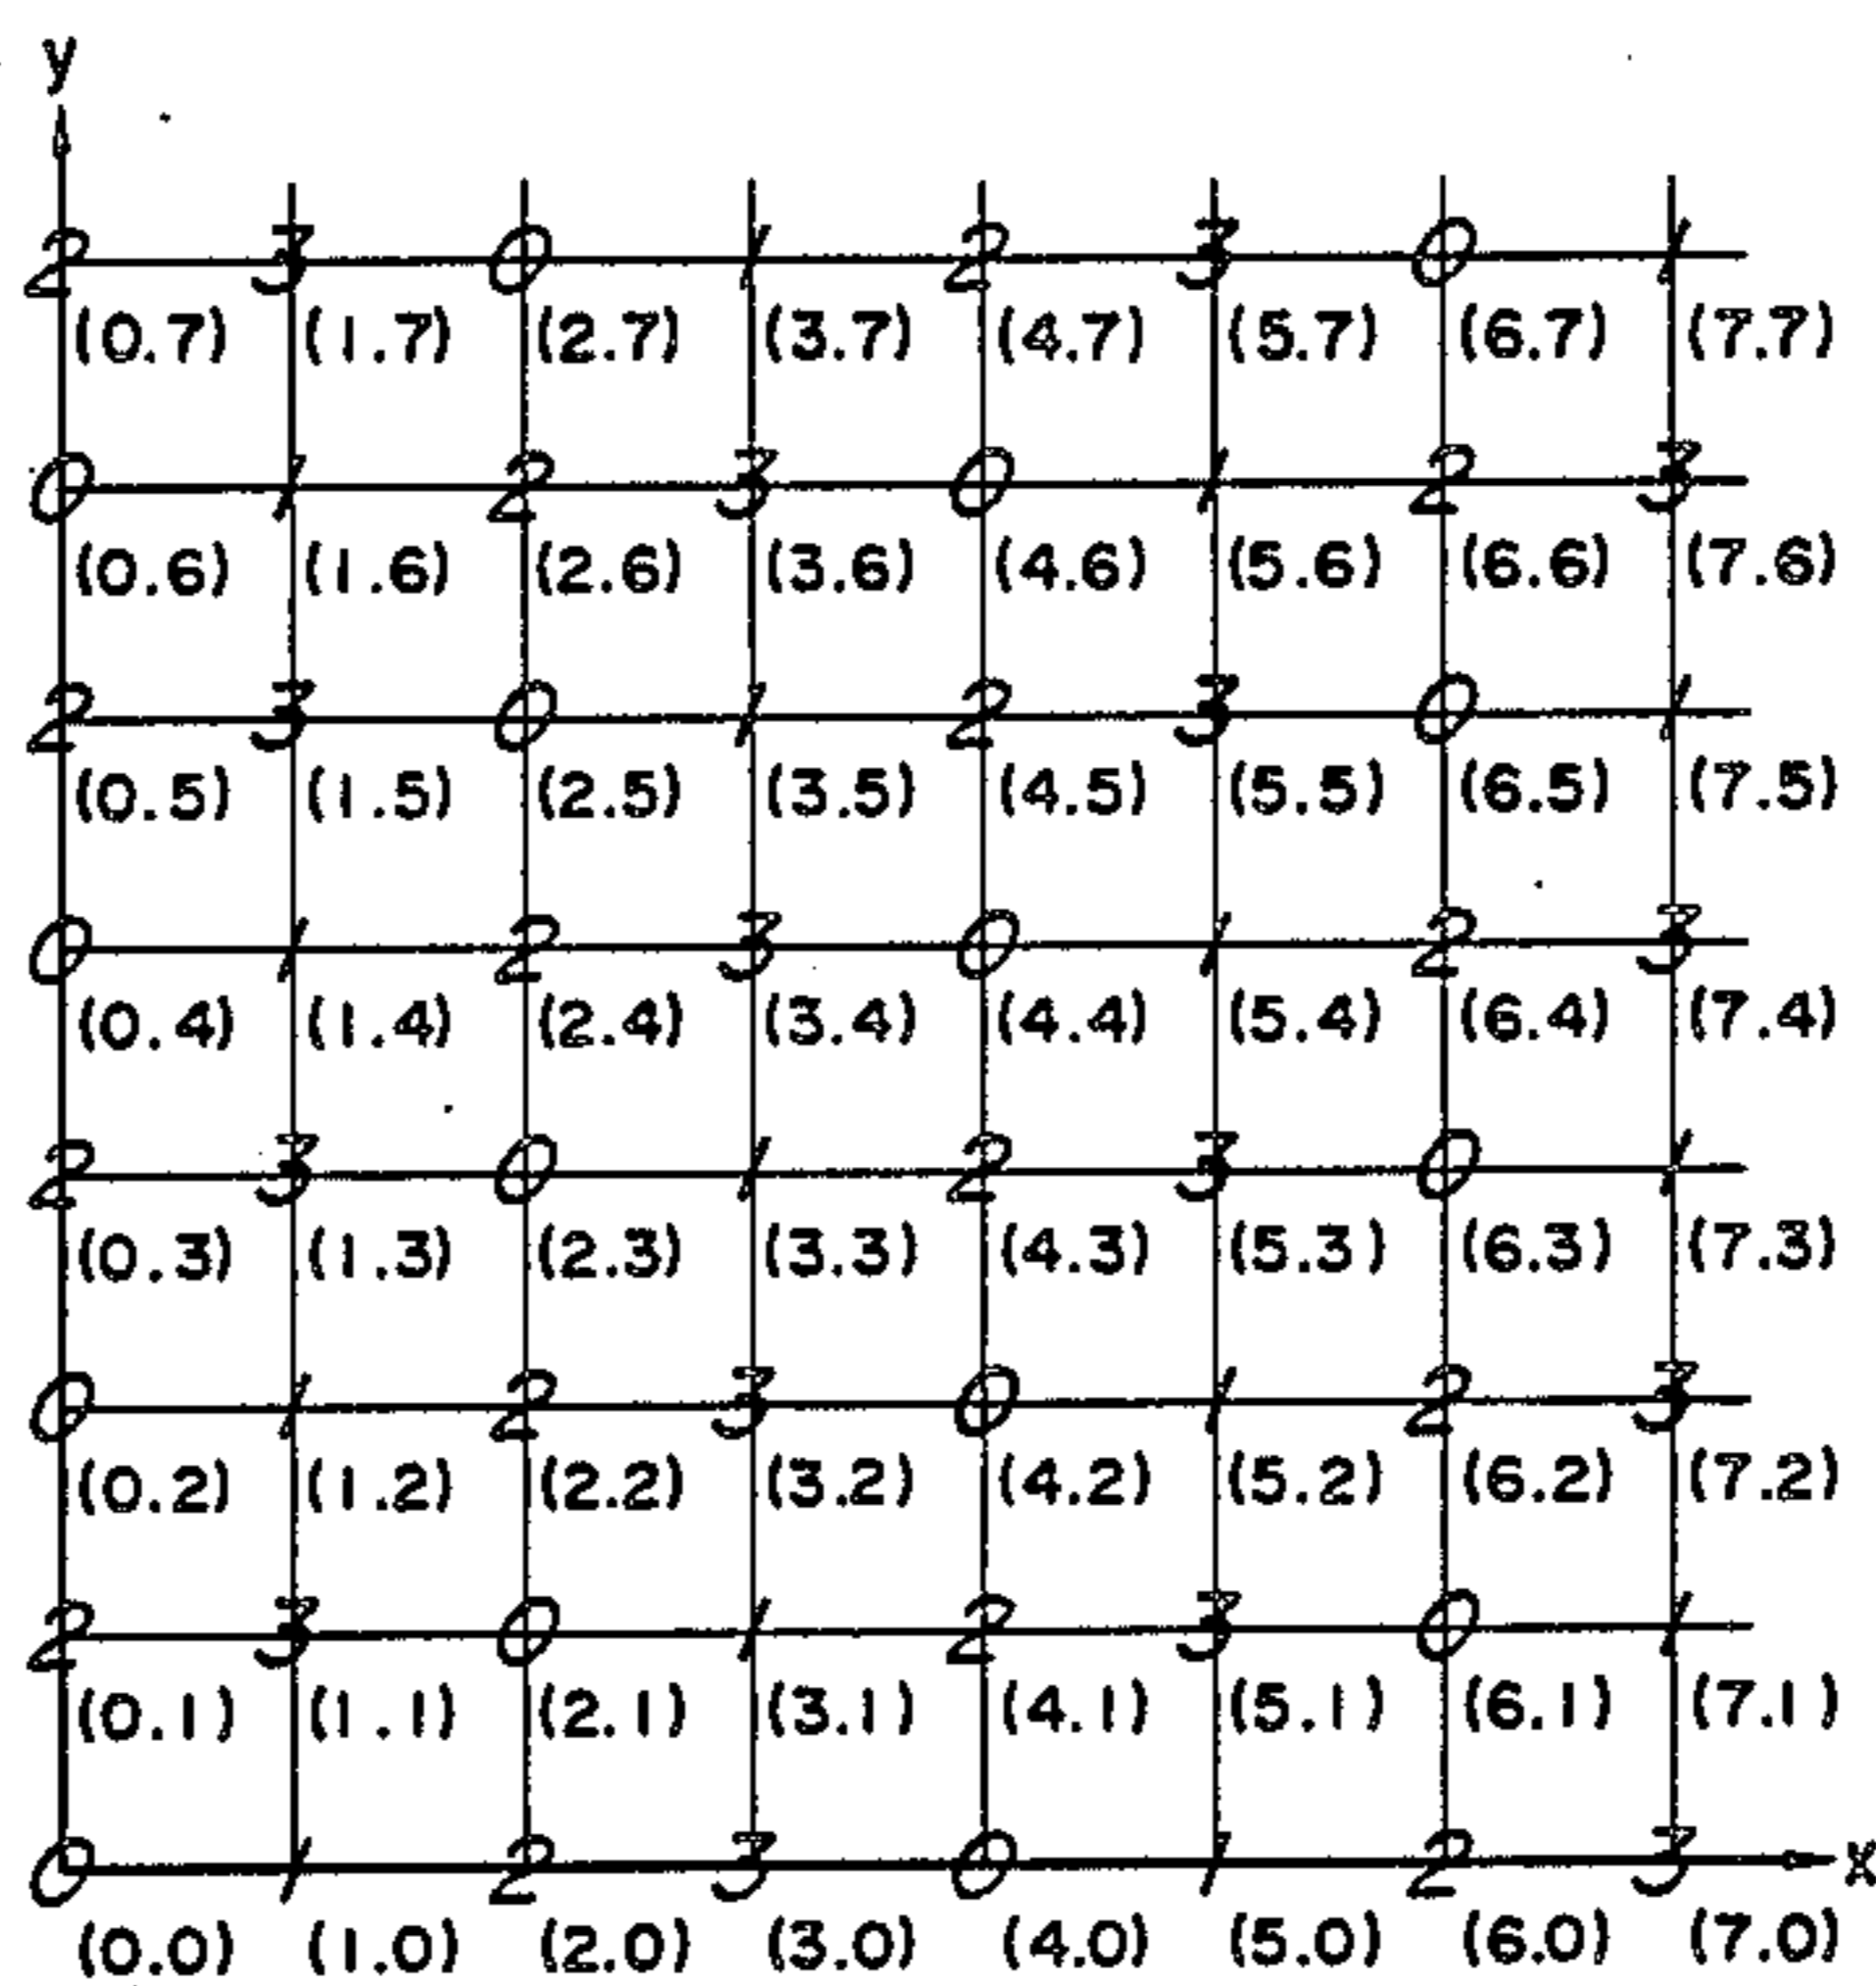 y
2 3 0 1 2 3 0 1
(0.7) (1.7) (2.7) (3.7) (4.7) (5.7) (6.7) (7.7)
0 1 2 3 0 1 2 3
(0.6) (1.6) (2.6) (3.6) (4.6) (5.6) (6.6) (7.6)
2 3 0 1 2 3 0 1
(0.5) (1.5) (2.5) (3.5) (4.5) (5.5) (6.5) (7.5)
0 1 2 3 0 1 2 3
(0.4) (1.4) (2.4) (3.4) (4.4) (5.4) (6.4) (7.4)
2 3 0 1 2 3 0 1
(0.3) (1.3) (2.3) (3.3) (4.3) (5.3) (6.3) (7.3)
0 1 2 3 0 1 2 3
(0.2) (1.2) (2.2) (3.2) (4.2) (5.2) (6.2) (7.2)
2 3 0 1 2 3 0 1
(0.1) (1.1) (2.1) (3.1) (4.1) (5.1) (6.1) (7.1)
0 1 2 3 0 1 2 3 x
(0.0) (1.0) (2.0) (3.0) (4.0) (5.0) (6.0) (7.0)